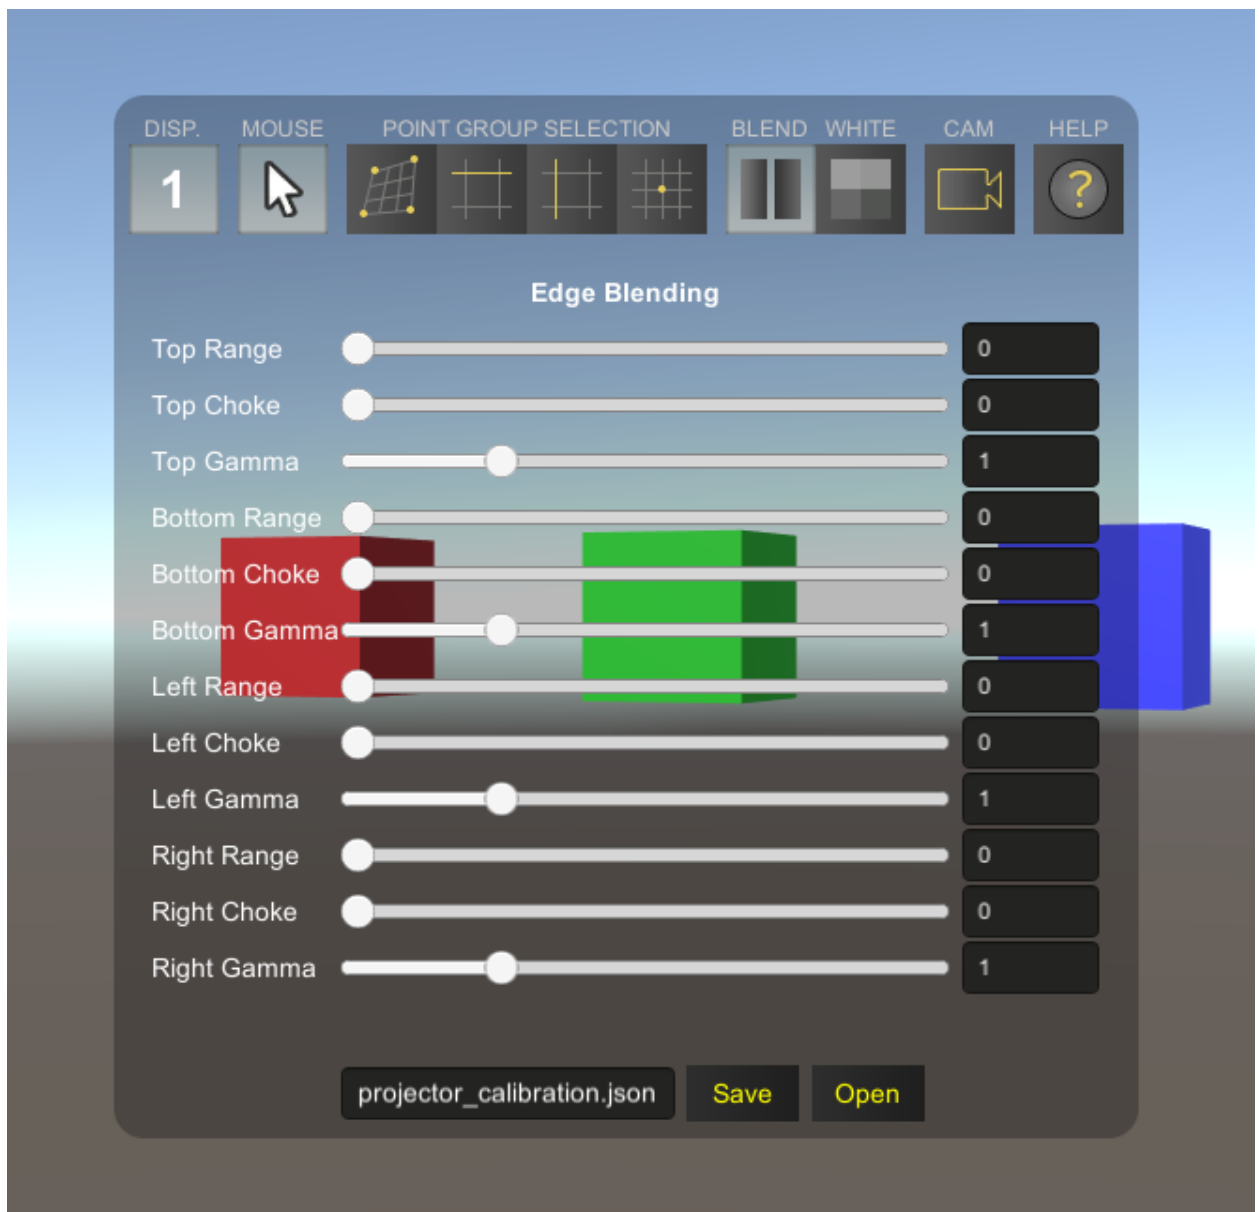 DISP. MOUSE POINT GROUP SELECTION BLEND WHITE CAM HELP
1 ?
Edge Blending
Top Range 0
Top Choke 0
Top Gamma 1
Bottom Range 0
Bottom Choke 0
Bottom Gamma 1
Left Range 0
Left Choke 0
Left Gamma 1
Right Range 0
Right Choke 0
Right Gamma 1
projector_calibration.json Save Open